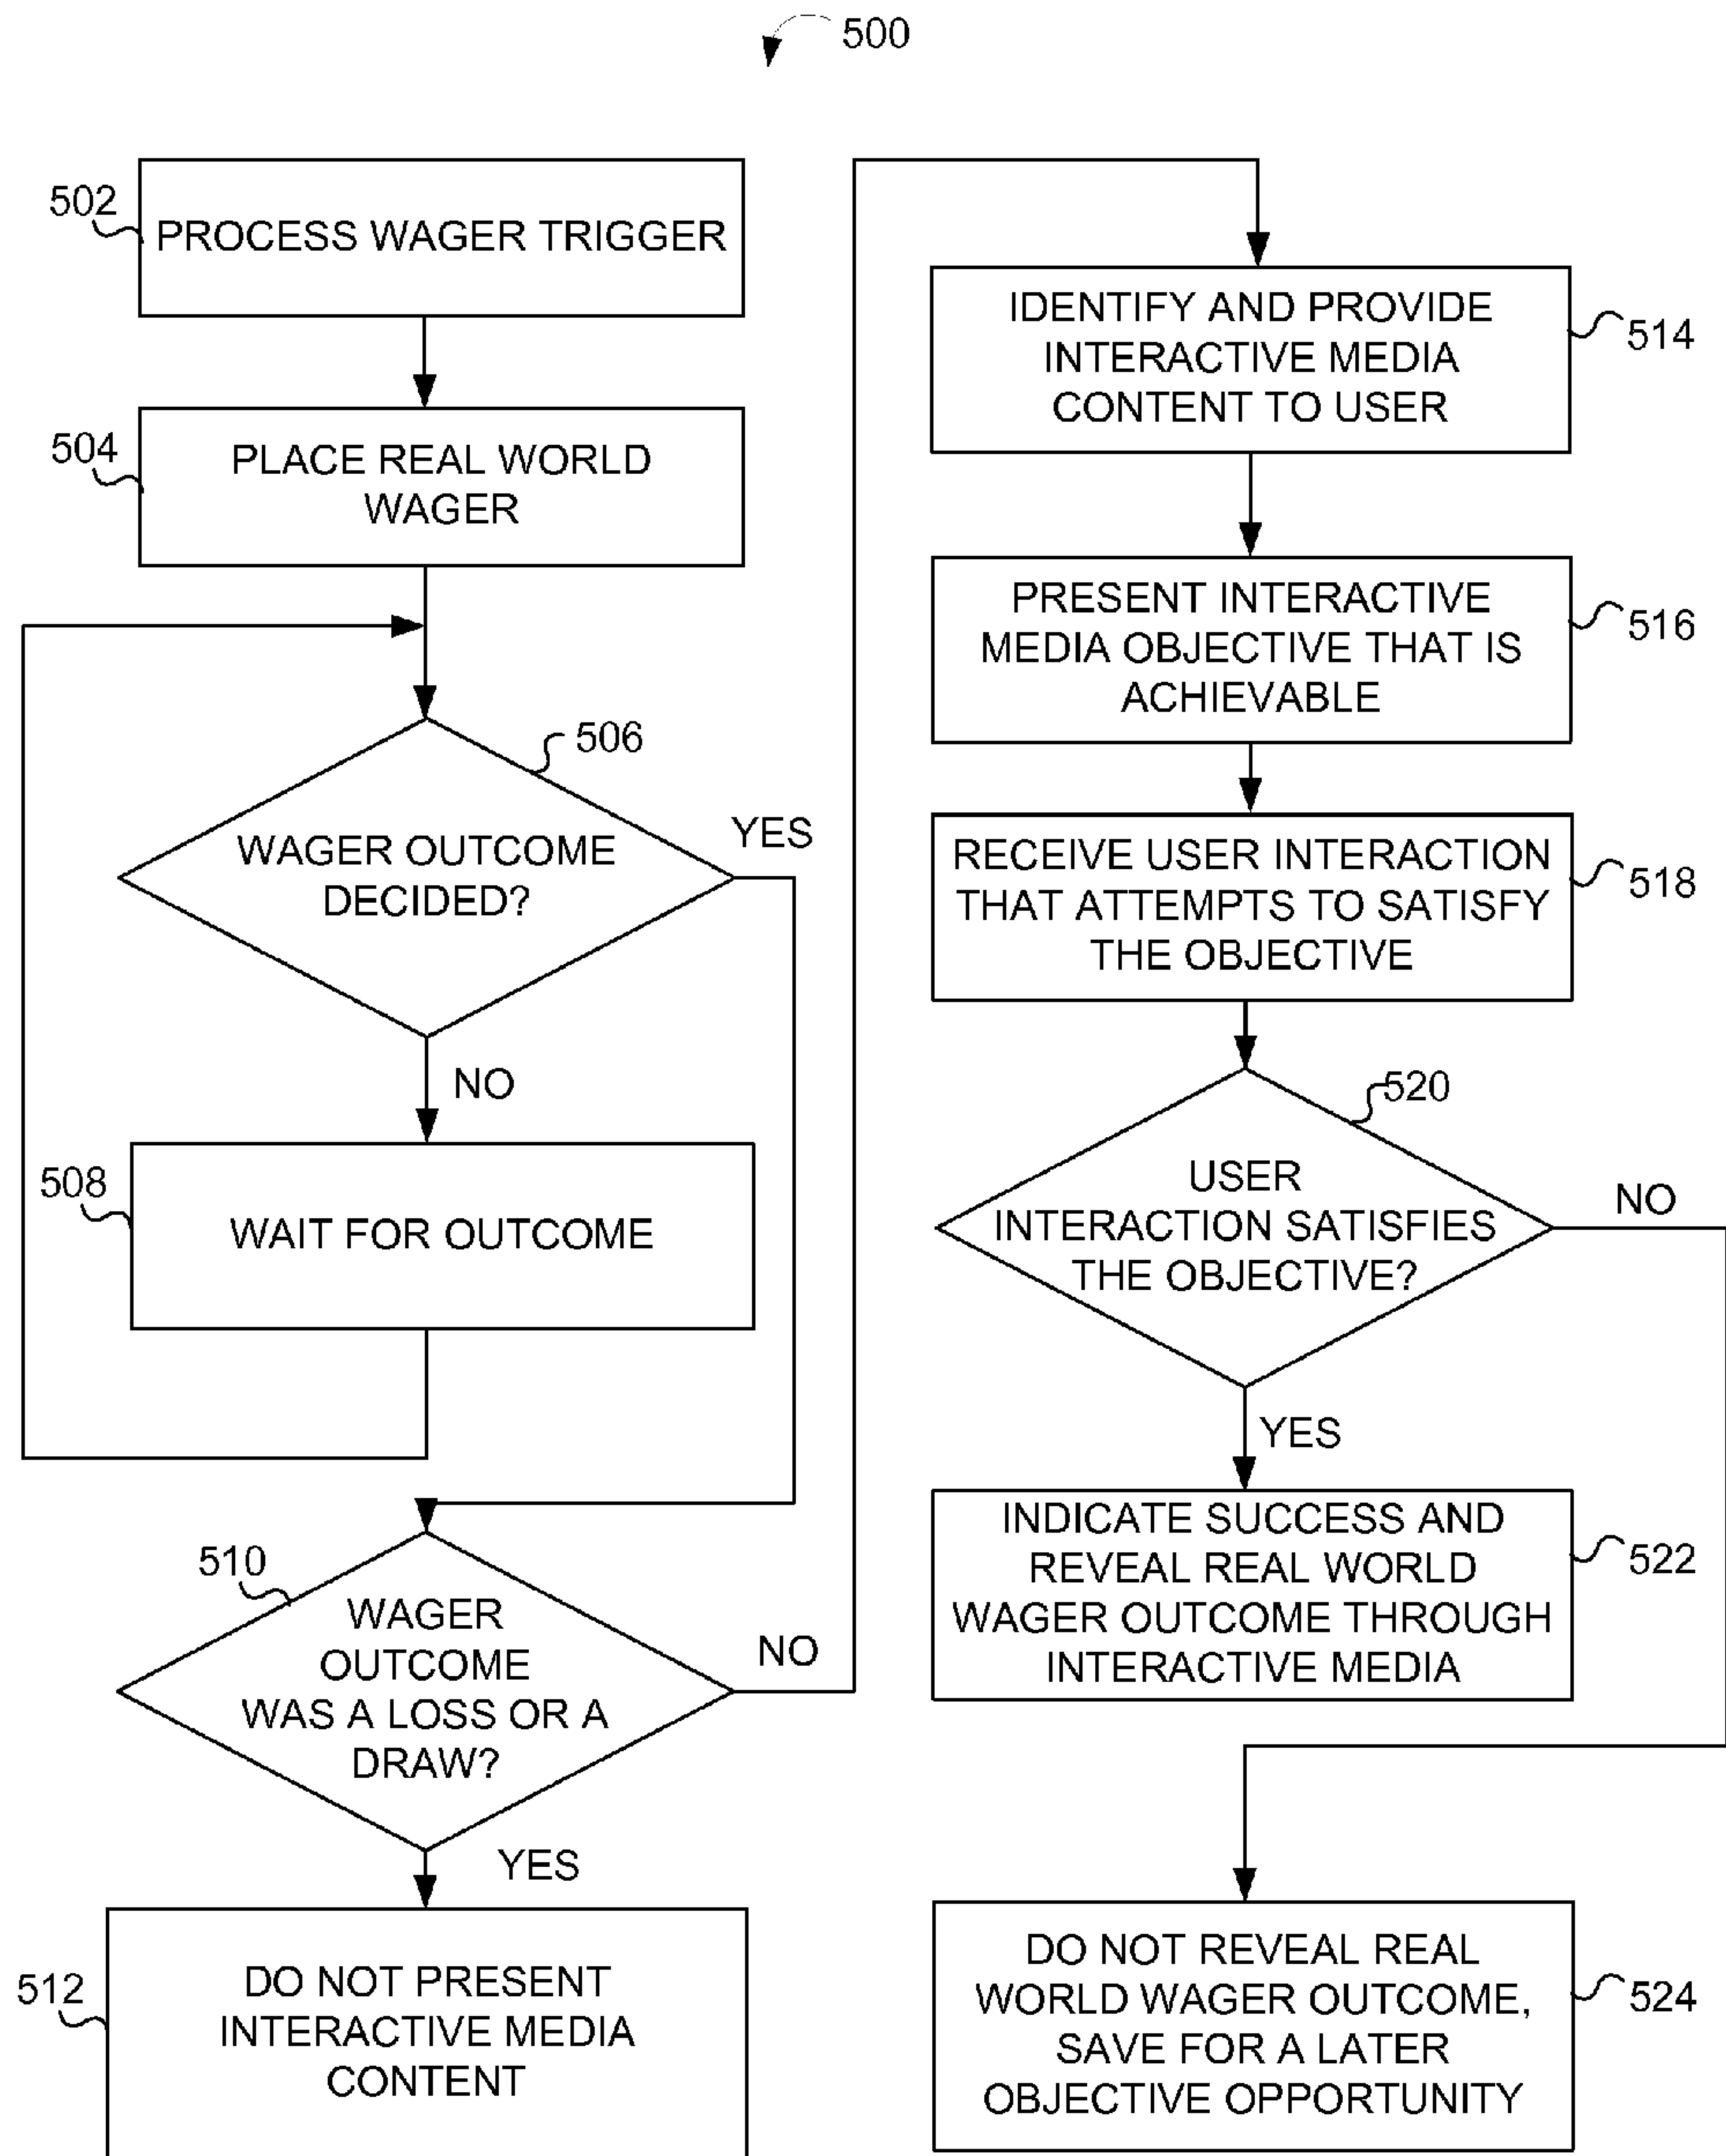 500
502
PROCESS WAGER TRIGGER
504
PLACE REAL WORLD
WAGER
506
WAGER OUTCOME
DECIDED?
YES
NO
508
WAIT FOR OUTCOME
510
WAGER
OUTCOME
WAS A LOSS OR A
DRAW?
NO
YES
512
DO NOT PRESENT
INTERACTIVE MEDIA
CONTENT
IDENTIFY AND PROVIDE
INTERACTIVE MEDIA
CONTENT TO USER
514
PRESENT INTERACTIVE
MEDIA OBJECTIVE THAT IS
ACHIEVABLE
516
RECEIVE USER INTERACTION
THAT ATTEMPTS TO SATISFY
THE OBJECTIVE
518
520
USER
INTERACTION SATISFIES
THE OBJECTIVE?
NO
YES
INDICATE SUCCESS AND
REVEAL REAL WORLD
WAGER OUTCOME THROUGH
INTERACTIVE MEDIA
522
DO NOT REVEAL REAL
WORLD WAGER OUTCOME,
SAVE FOR A LATER
OBJECTIVE OPPORTUNITY
524